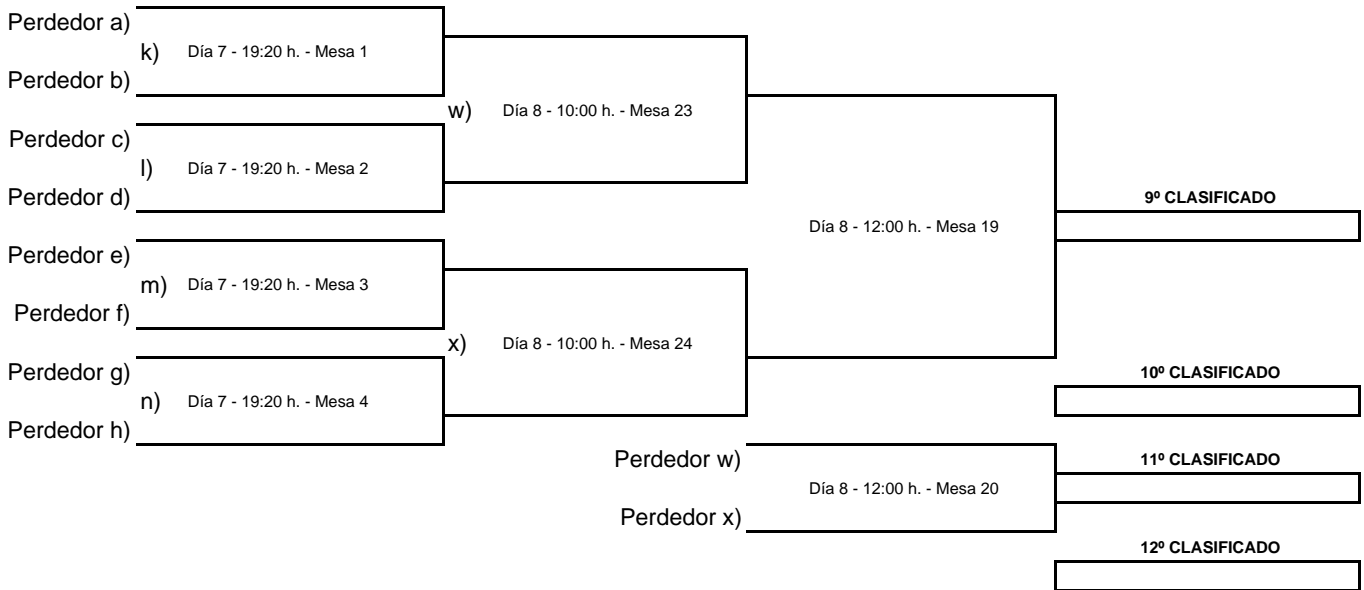 Perdedor a)
k) Día 7 - 19:20 h. - Mesa 1
Perdedor b)
w) Día 8 - 10:00 h. - Mesa 23
Perdedor c)
l) Día 7 - 19:20 h. - Mesa 2
Perdedor d)
9º CLASIFICADO
Día 8 - 12:00 h. - Mesa 19
Perdedor e)
m) Día 7 - 19:20 h. - Mesa 3
Perdedor f)
x) Día 8 - 10:00 h. - Mesa 24
Perdedor g)
10º CLASIFICADO
n) Día 7 - 19:20 h. - Mesa 4
Perdedor h)
Perdedor w)
11º CLASIFICADO
Día 8 - 12:00 h. - Mesa 20
Perdedor x)
12º CLASIFICADO